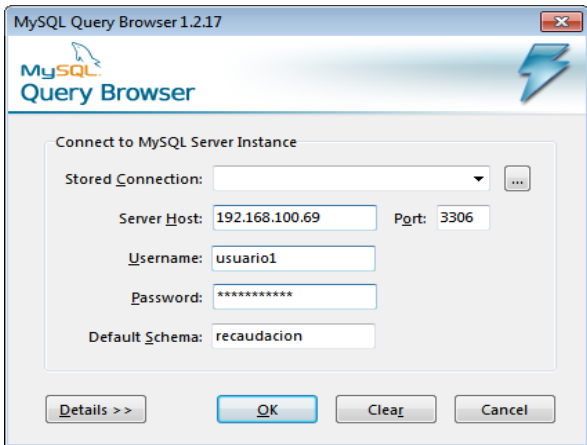 MySQL Query Browser 1.2.17
MySQL
Query Browser
Connect to MySQL Server Instance
Stored Connection:
...
Server Host: 192.168.100.69 Port: 3306
Username: usuario1
Password: ***********
Default Schema: recaudacion
Details >> OK Clear Cancel